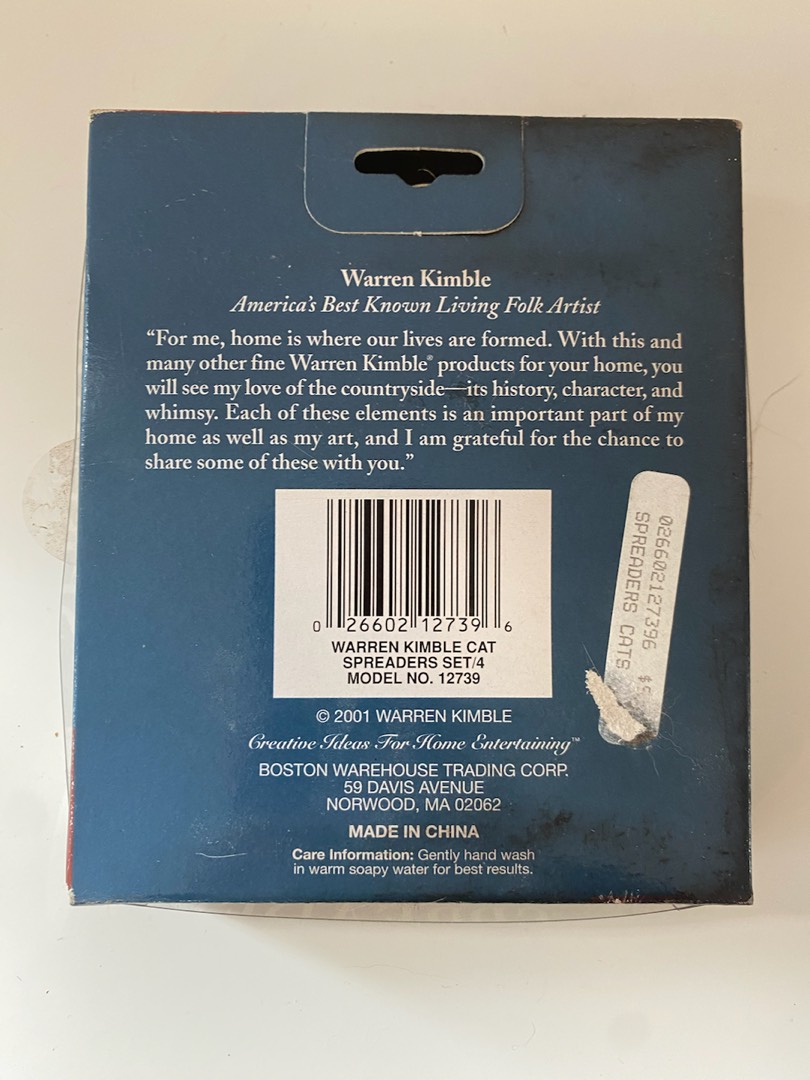 Warren Kimble
America's Best Known Living Folk Artist
“For me, home is where our lives are formed. With this and
many other fine Warren Kimble® products for your home, you
will see my love of the countryside—its history, character, and
whimsy. Each of these elements is an important part of my
home as well as my art, and I am grateful for the chance to
share some of these with you.”
0 26602 12739 6
WARREN KIMBLE CAT
SPREADERS SET/4
MODEL NO. 12739
026602127396 $
SPREADERS CATS
© 2001 WARREN KIMBLE
Creative Ideas For Home Entertaining™
BOSTON WAREHOUSE TRADING CORP.
59 DAVIS AVENUE
NORWOOD, MA 02062
MADE IN CHINA
Care Information: Gently hand wash
in warm soapy water for best results.